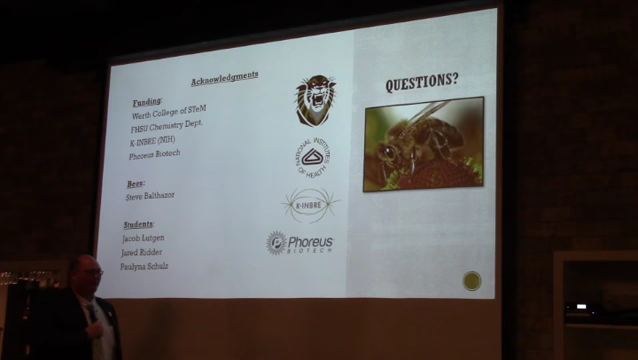 Acknowledgments
Funding:
Werth College of STeM
FHSU Chemistry Dept.
K-INBRE (NIH)
Phoreus Biotech
Bees:
Steve Balthazor
Students:
Jacob Lutgen
Jared Ridder
Paulyna Schulz
NATIONAL INSTITUTES OF HEALTH
K-INBRE
PHOREUS
BIOTECH
QUESTIONS?